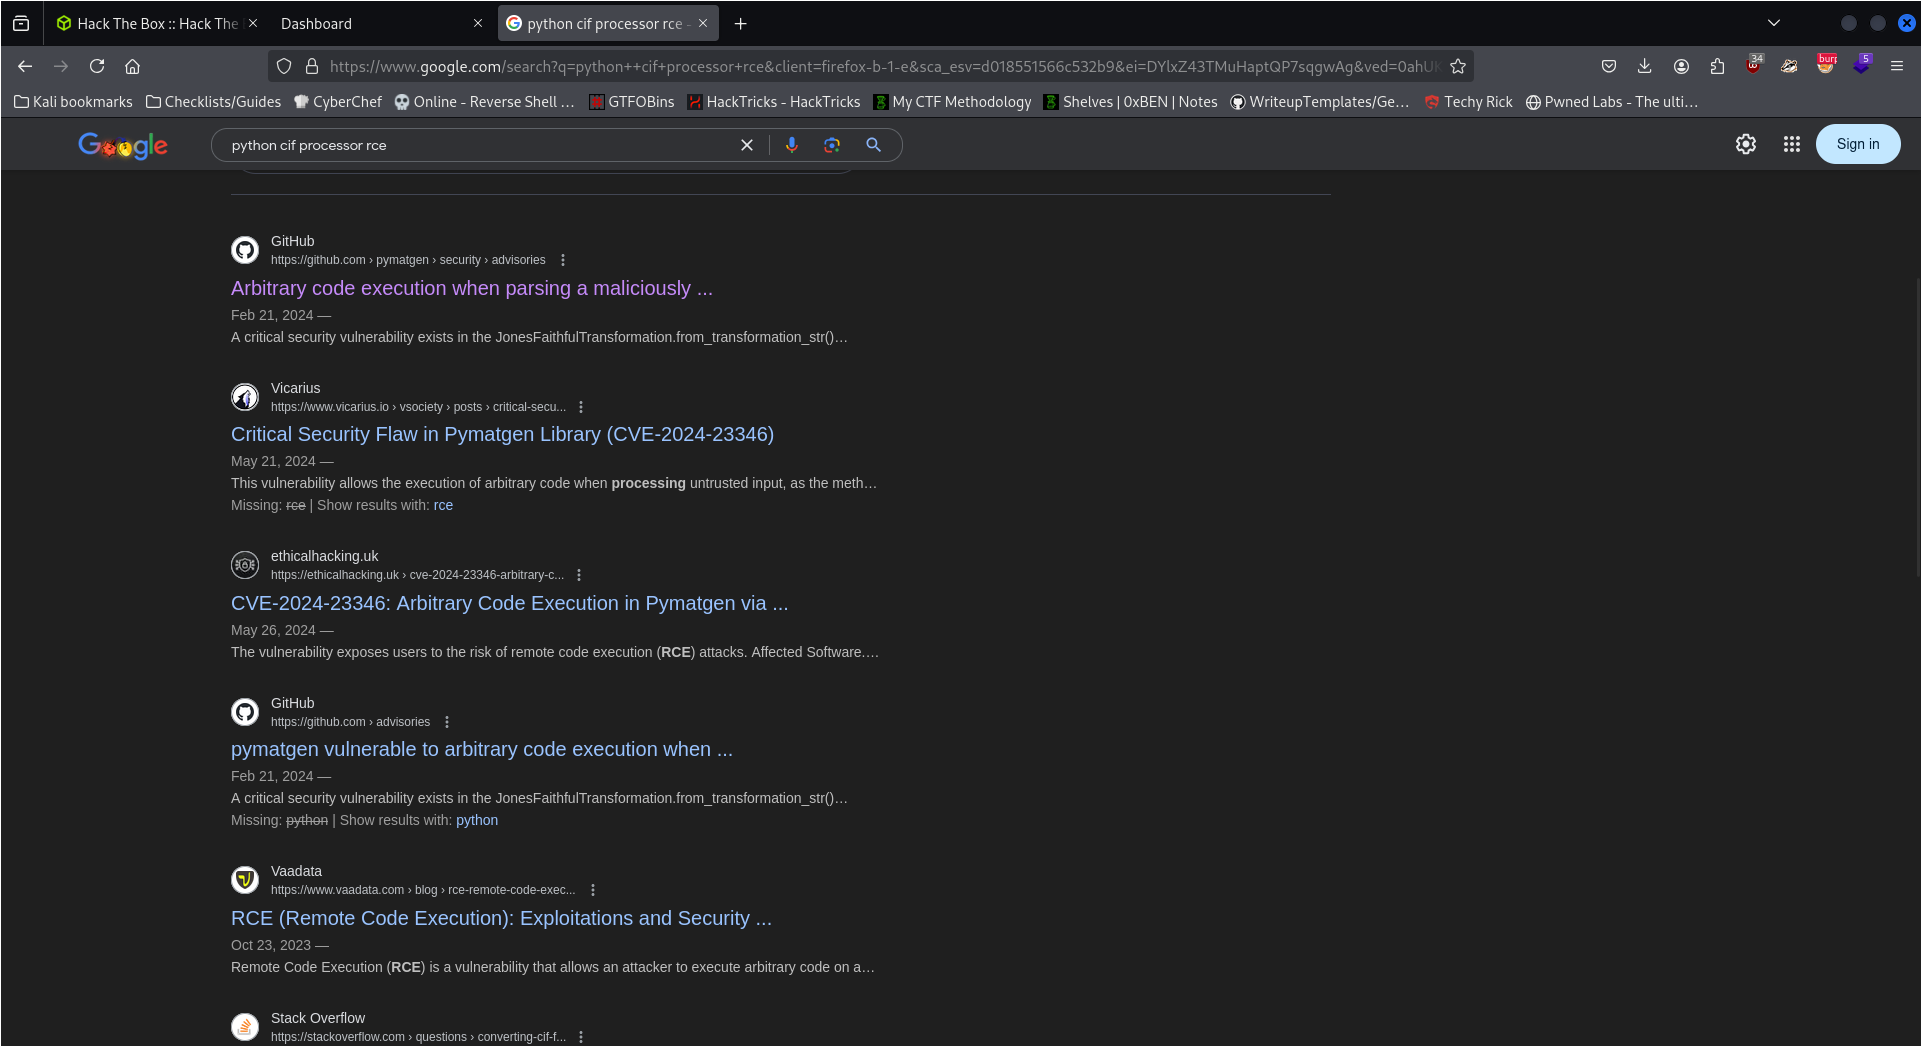 Hack The Box :: Hack The
Dashboard
python cif processor rce -
https://www.google.com/search?q=python++cif+processor+rce&client=firefox-b-1-e&sca_esv=d018551566c532b9&ei=DYlxZ43TMuHaptQP7sqgwAg&ved=0ahUK
34
burp
5
Kali bookmarks
Checklists/Guides
CyberChef
Online - Reverse Shell …
GTFOBins
HackTricks - HackTricks
My CTF Methodology
Shelves | 0xBEN | Notes
WriteupTemplates/Ge…
Techy Rick
Pwned Labs - The ulti…
Google
python cif processor rce
Sign in
GitHub
https://github.com › pymatgen › security › advisories
Arbitrary code execution when parsing a maliciously ...
Feb 21, 2024 —
A critical security vulnerability exists in the JonesFaithfulTransformation.from_transformation_str()…
Vicarius
https://www.vicarius.io › vsociety › posts › critical-secu...
Critical Security Flaw in Pymatgen Library (CVE-2024-23346)
May 21, 2024 —
This vulnerability allows the execution of arbitrary code when processing untrusted input, as the meth…
Missing: rce | Show results with: rce
ethicalhacking.uk
https://ethicalhacking.uk › cve-2024-23346-arbitrary-c...
CVE-2024-23346: Arbitrary Code Execution in Pymatgen via ...
May 26, 2024 —
The vulnerability exposes users to the risk of remote code execution (RCE) attacks. Affected Software.…
GitHub
https://github.com › advisories
pymatgen vulnerable to arbitrary code execution when ...
Feb 21, 2024 —
A critical security vulnerability exists in the JonesFaithfulTransformation.from_transformation_str()…
Missing: python | Show results with: python
Vaadata
https://www.vaadata.com › blog › rce-remote-code-exec...
RCE (Remote Code Execution): Exploitations and Security ...
Oct 23, 2023 —
Remote Code Execution (RCE) is a vulnerability that allows an attacker to execute arbitrary code on a…
Stack Overflow
https://stackoverflow.com › questions › converting-cif-f...